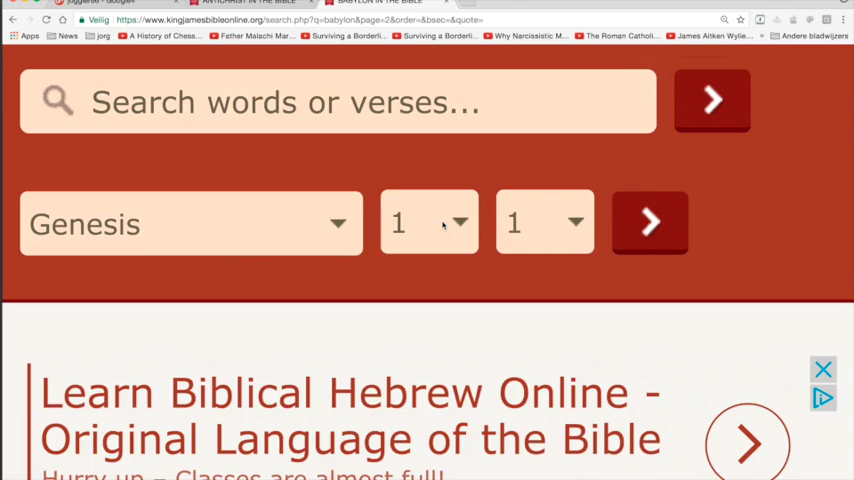 juggler66 - Google+
ANTICHRIST IN THE BIBLE
BABYLON IN THE BIBLE
Veilig
https://www.kingjamesbibleonline.org/search.php?q=babylon&page=2&order=&bsec=&quote=
Apps
News
jorg
A History of Chess...
Father Malachi Mar...
Surviving a Borderli...
Surviving a Borderli...
Why Narcissistic M...
The Roman Catholi...
James Aitken Wylie...
»
Andere bladwijzers
Search words or verses...
Genesis
1
1
Learn Biblical Hebrew Online -
Original Language of the Bible
Hurry up – Classes are almost full!